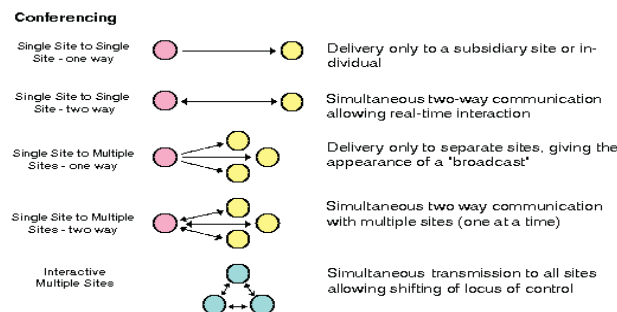 Conferencing
Single Site to Single
Site - one way
Delivery only to a subsidiary site or in-
dividual
Single Site to Single
Site - two way
Simultaneous two-way communication
allowing real-time interaction
Single Site to Multiple
Sites - one way
Delivery only to separate sites, giving the
appearance of a "broadcast"
Single Site to Multiple
Sites - two way
Simultaneous two way communication
with multiple sites (one at a time)
Interactive
Multiple Sites
Simultaneous transmission to all sites
allowing shifting of locus of control